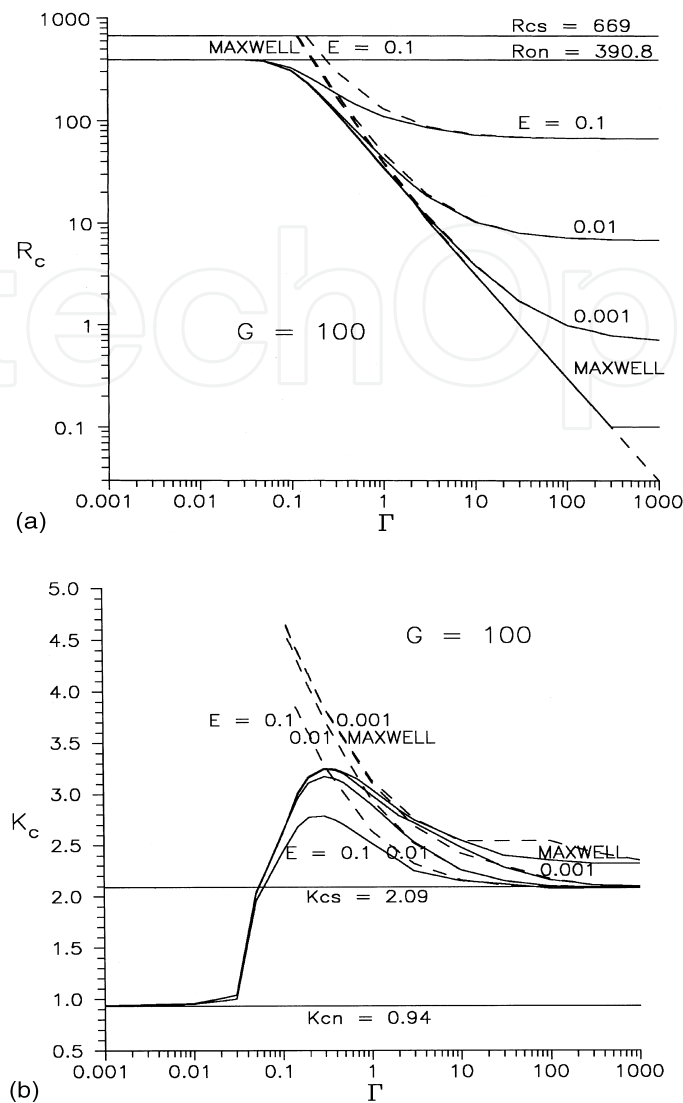 1000
Rcs = 669
MAXWELL E = 0.1
Ron = 390.8
100
E = 0.1
10
0.01
Rc
1
0.001
G = 100
MAXWELL
0.1
0.001 0.01 0.1 1 10 100 1000
(a)
Γ
techOp
5.0
4.5
G = 100
4.0
E = 0.1 0.001
0.01 MAXWELL
3.5
3.0
Kc
2.5
E = 0.1 0.01
MAXWELL
0.001
2.0
Kcs = 2.09
1.5
1.0
Kcn = 0.94
0.5
0.001 0.01 0.1 1 10 100 1000
(b)
Γ